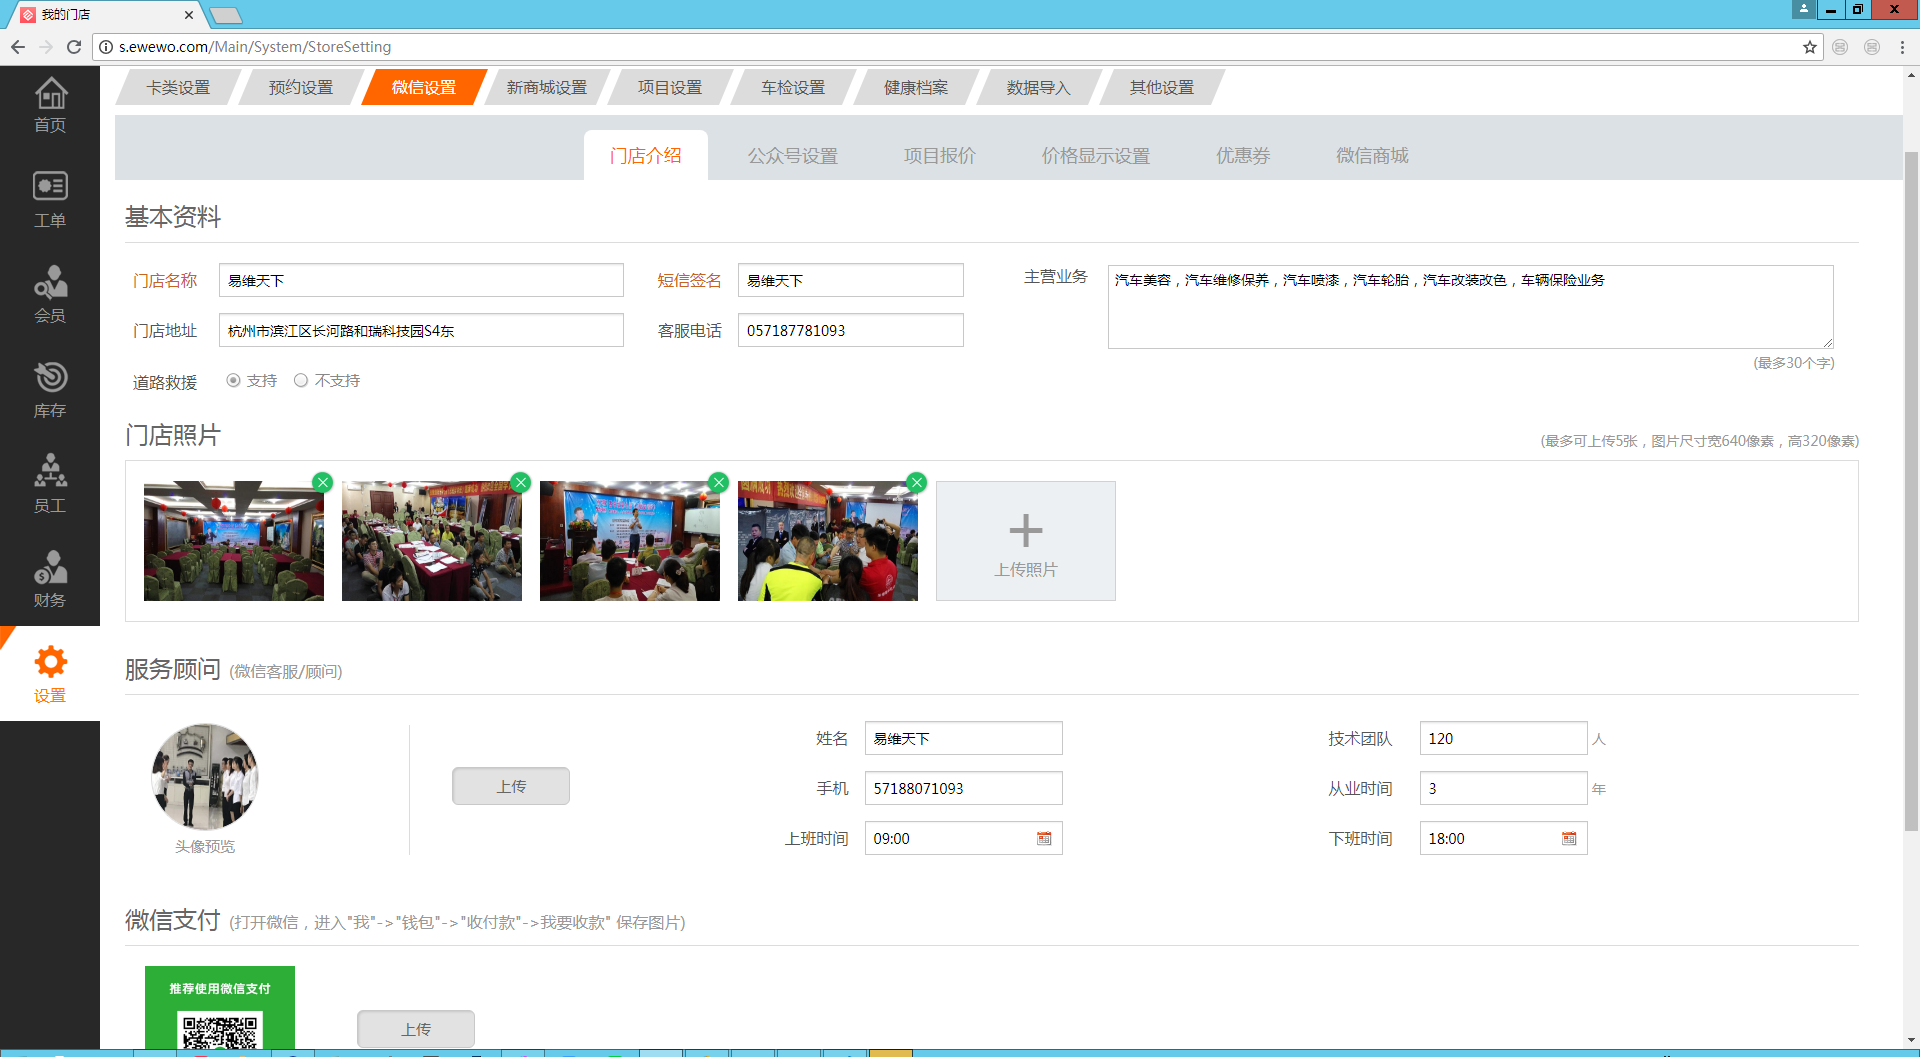 我的门店
s.ewewo.com/Main/System/StoreSetting
卡类设置 预约设置 微信设置 新商城设置 项目设置 车检设置 健康档案 数据导入 其他设置
首页
工单
会员
库存
员工
财务
设置
门店介绍 公众号设置 项目报价 价格显示设置 优惠券 微信商城
基本资料
门店名称 易维天下 短信签名 易维天下 主营业务 汽车美容，汽车维修保养，汽车喷漆，汽车轮胎，汽车改装改色，车辆保险业务
门店地址 杭州市滨江区长河路和瑞科技园S4东 客服电话 057187781093
(最多30个字)
道路救援 支持 不支持
门店照片 (最多可上传5张，图片尺寸宽640像素，高320像素)
上传照片
服务顾问 (微信客服/顾问)
头像预览
上传
姓名 易维天下 技术团队 120 人
手机 57188071093 从业时间 3 年
上班时间 09:00 下班时间 18:00
微信支付 (打开微信，进入"我"->"钱包"->"收付款"->我要收款" 保存图片)
推荐使用微信支付
上传